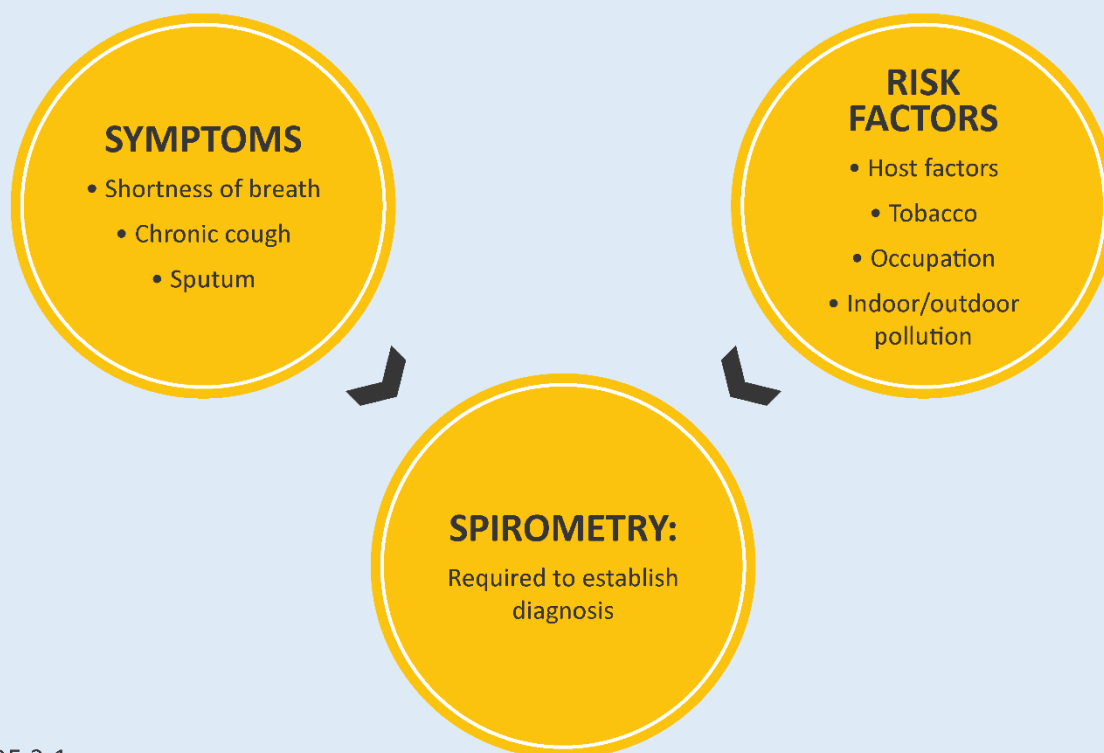 SYMPTOMS
• Shortness of breath
• Chronic cough
• Sputum
RISK
FACTORS
• Host factors
• Tobacco
• Occupation
• Indoor/outdoor
pollution
SPIROMETRY:
Required to establish
diagnosis